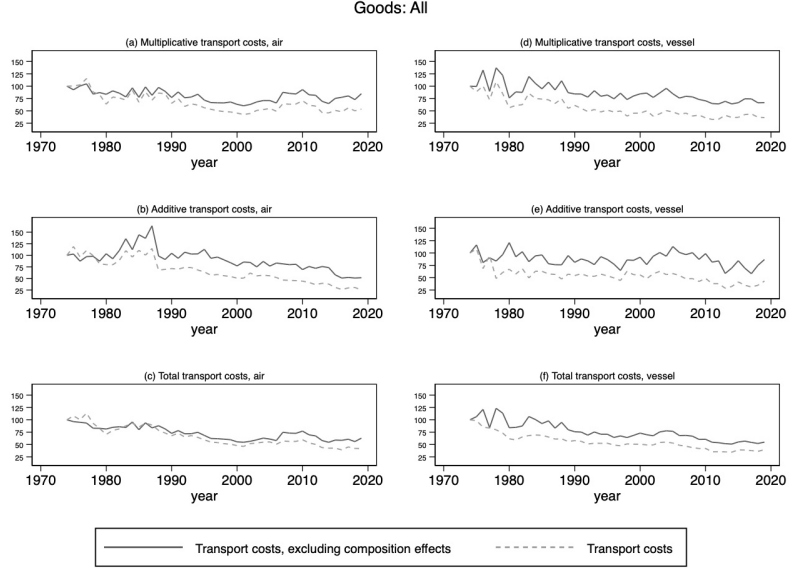 Goods: All
(a) Multiplicative transport costs, air
150
125
100
75
50
25
1970 1980 1990 2000 2010 2020
year
(d) Multiplicative transport costs, vessel
150
125
100
75
50
25
1970 1980 1990 2000 2010 2020
year
(b) Additive transport costs, air
150
125
100
75
50
25
1970 1980 1990 2000 2010 2020
year
(e) Additive transport costs, vessel
150
125
100
75
50
25
1970 1980 1990 2000 2010 2020
year
(c) Total transport costs, air
150
125
100
75
50
25
1970 1980 1990 2000 2010 2020
year
(f) Total transport costs, vessel
150
125
100
75
50
25
1970 1980 1990 2000 2010 2020
year
Transport costs, excluding composition effects
Transport costs